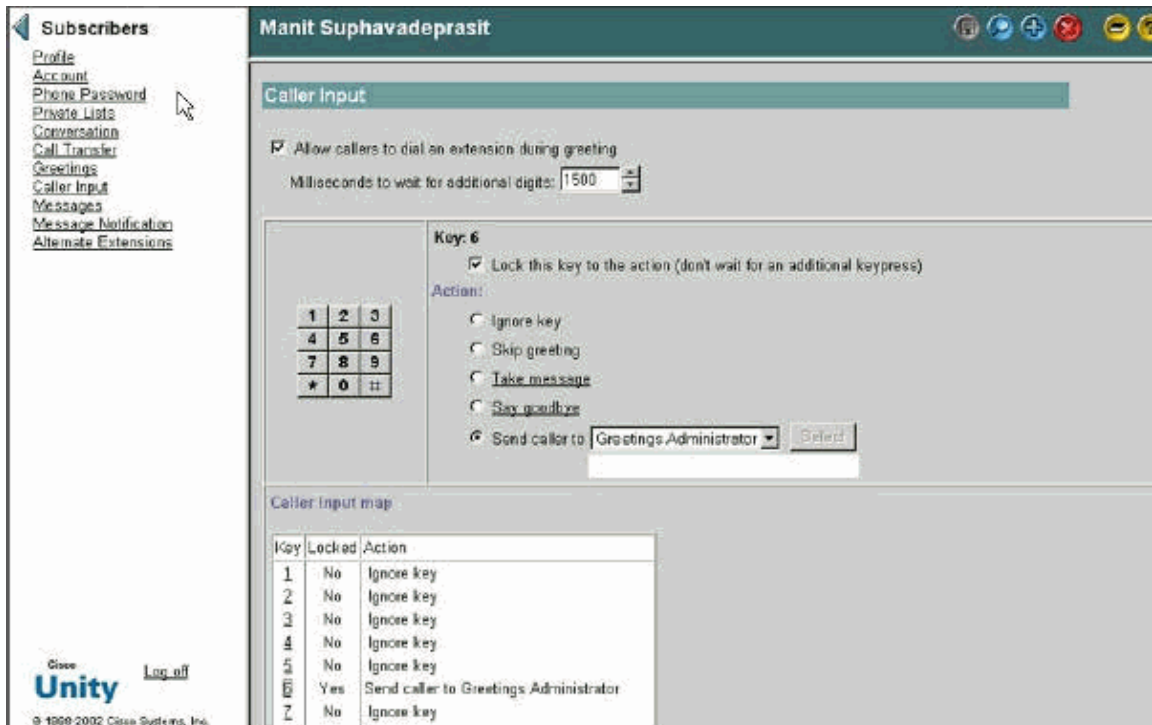 Subscribers
Profile
Account
Phone Password
Private Lists
Conversation
Call Transfer
Greetings
Caller Input
Messages
Message Notification
Alternate Extensions
Cisco
Unity
Log off
© 1998-2002 Cisco Systems, Inc.
Manit Suphavadeprasit
?
Caller Input
Allow callers to dial an extension during greeting
Milliseconds to wait for additional digits: 1500
1 2 3
4 5 6
7 8 9
* 0 #
Key: 6
Lock this key to the action (don't wait for an additional keypress)
Action:
Ignore key
Skip greeting
Take message
Say goodbye
Send caller to Greetings Administrator Select
Caller input map
Key Locked Action
1 No Ignore key
2 No Ignore key
3 No Ignore key
4 No Ignore key
5 No Ignore key
6 Yes Send caller to Greetings Administrator
7 No Ignore key